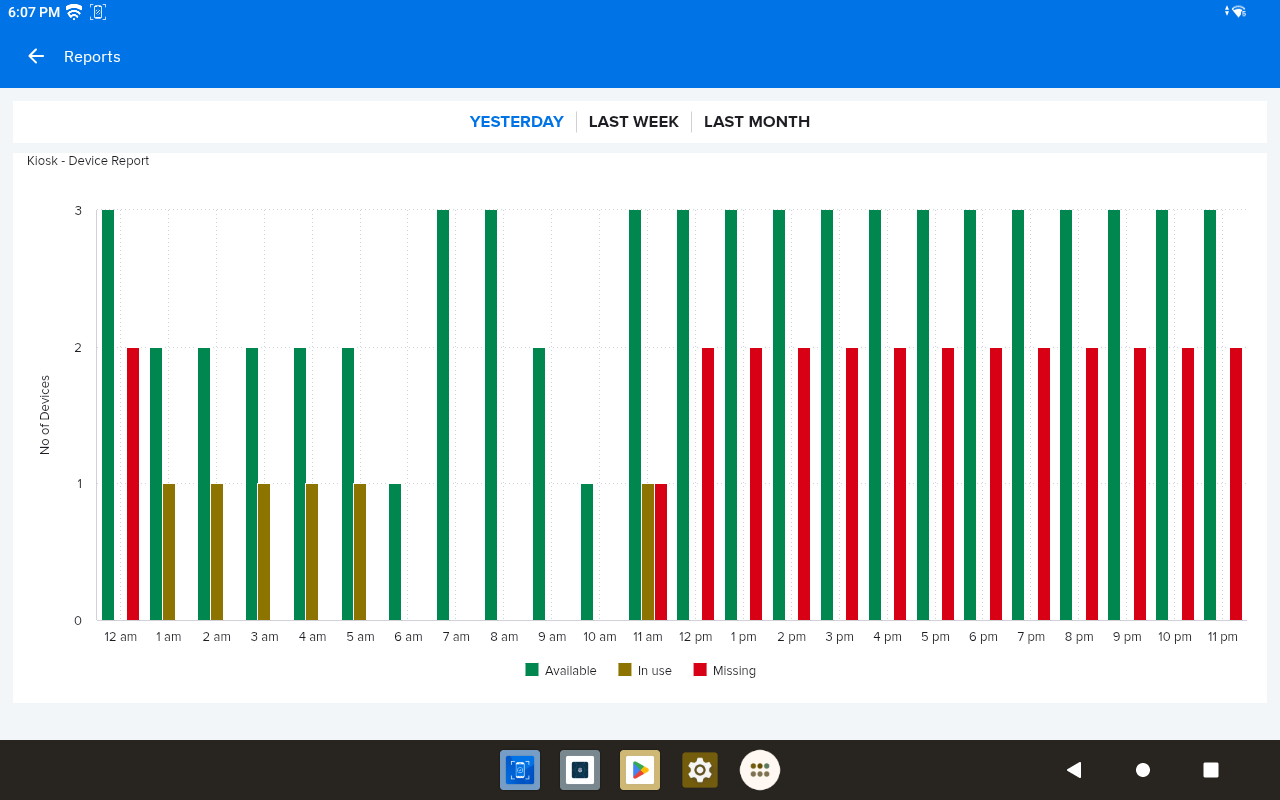 6:07 PM
Reports
YESTERDAY LAST WEEK LAST MONTH
Kiosk - Device Report
3
2
1
0
No of Devices
12 am 1 am 2 am 3 am 4 am 5 am 6 am 7 am 8 am 9 am 10 am 11 am 12 pm 1 pm 2 pm 3 pm 4 pm 5 pm 6 pm 7 pm 8 pm 9 pm 10 pm 11 pm
Available In use Missing